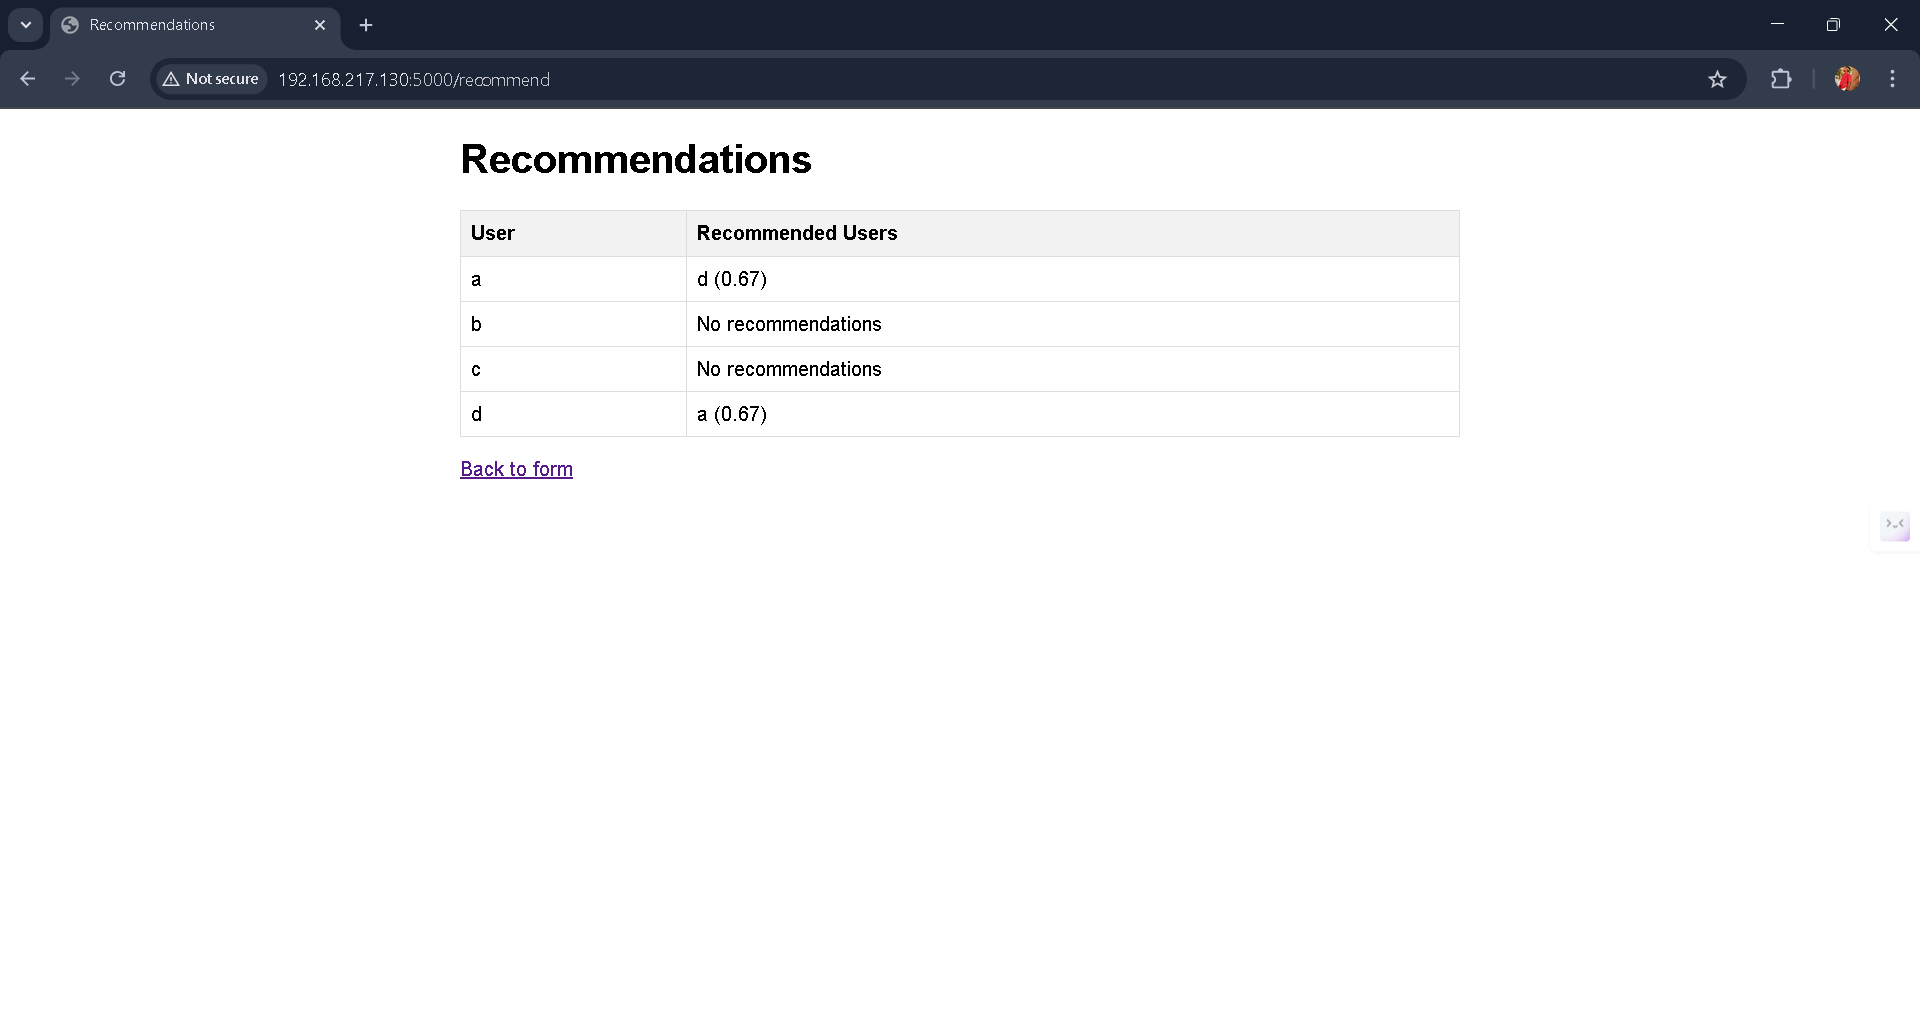 Recommendations
Not secure 192.168.217.130:5000/recommend
Recommendations
User Recommended Users
a d (0.67)
b No recommendations
c No recommendations
d a (0.67)
Back to form